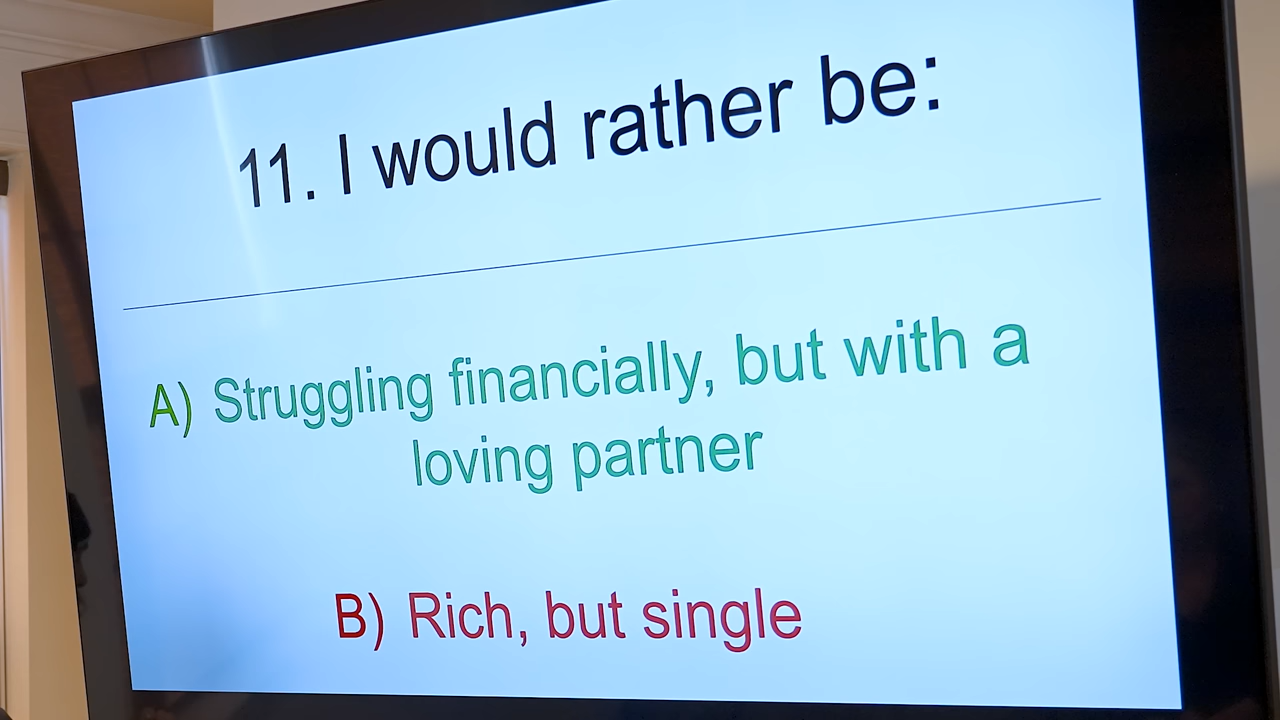 11. I would rather be:
A) Struggling financially, but with a
loving partner
B) Rich, but single